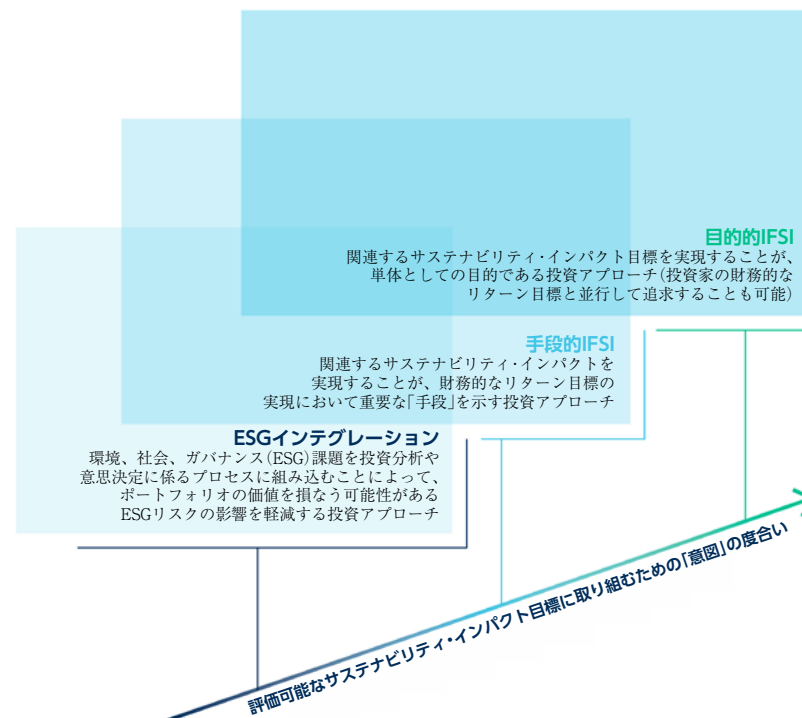 目的的IFSI
関連するサステナビリティ・インパクト目標を実現することが、
単体としての目的である投資アプローチ(投資家の財務的な
リターン目標と並行して追求することも可能)
手段的IFSI
関連するサステナビリティ・インパクトを
実現することが、財務的なリターン目標の
実現において重要な「手段」を示す投資アプローチ
ESGインテグレーション
環境、社会、ガバナンス(ESG)課題を投資分析や
意思決定に係るプロセスに組み込むことによって、
ポートフォリオの価値を損なう可能性がある
ESGリスクの影響を軽減する投資アプローチ
評価可能なサステナビリティ・インパクト目標に取り組むための「意図」の度合い